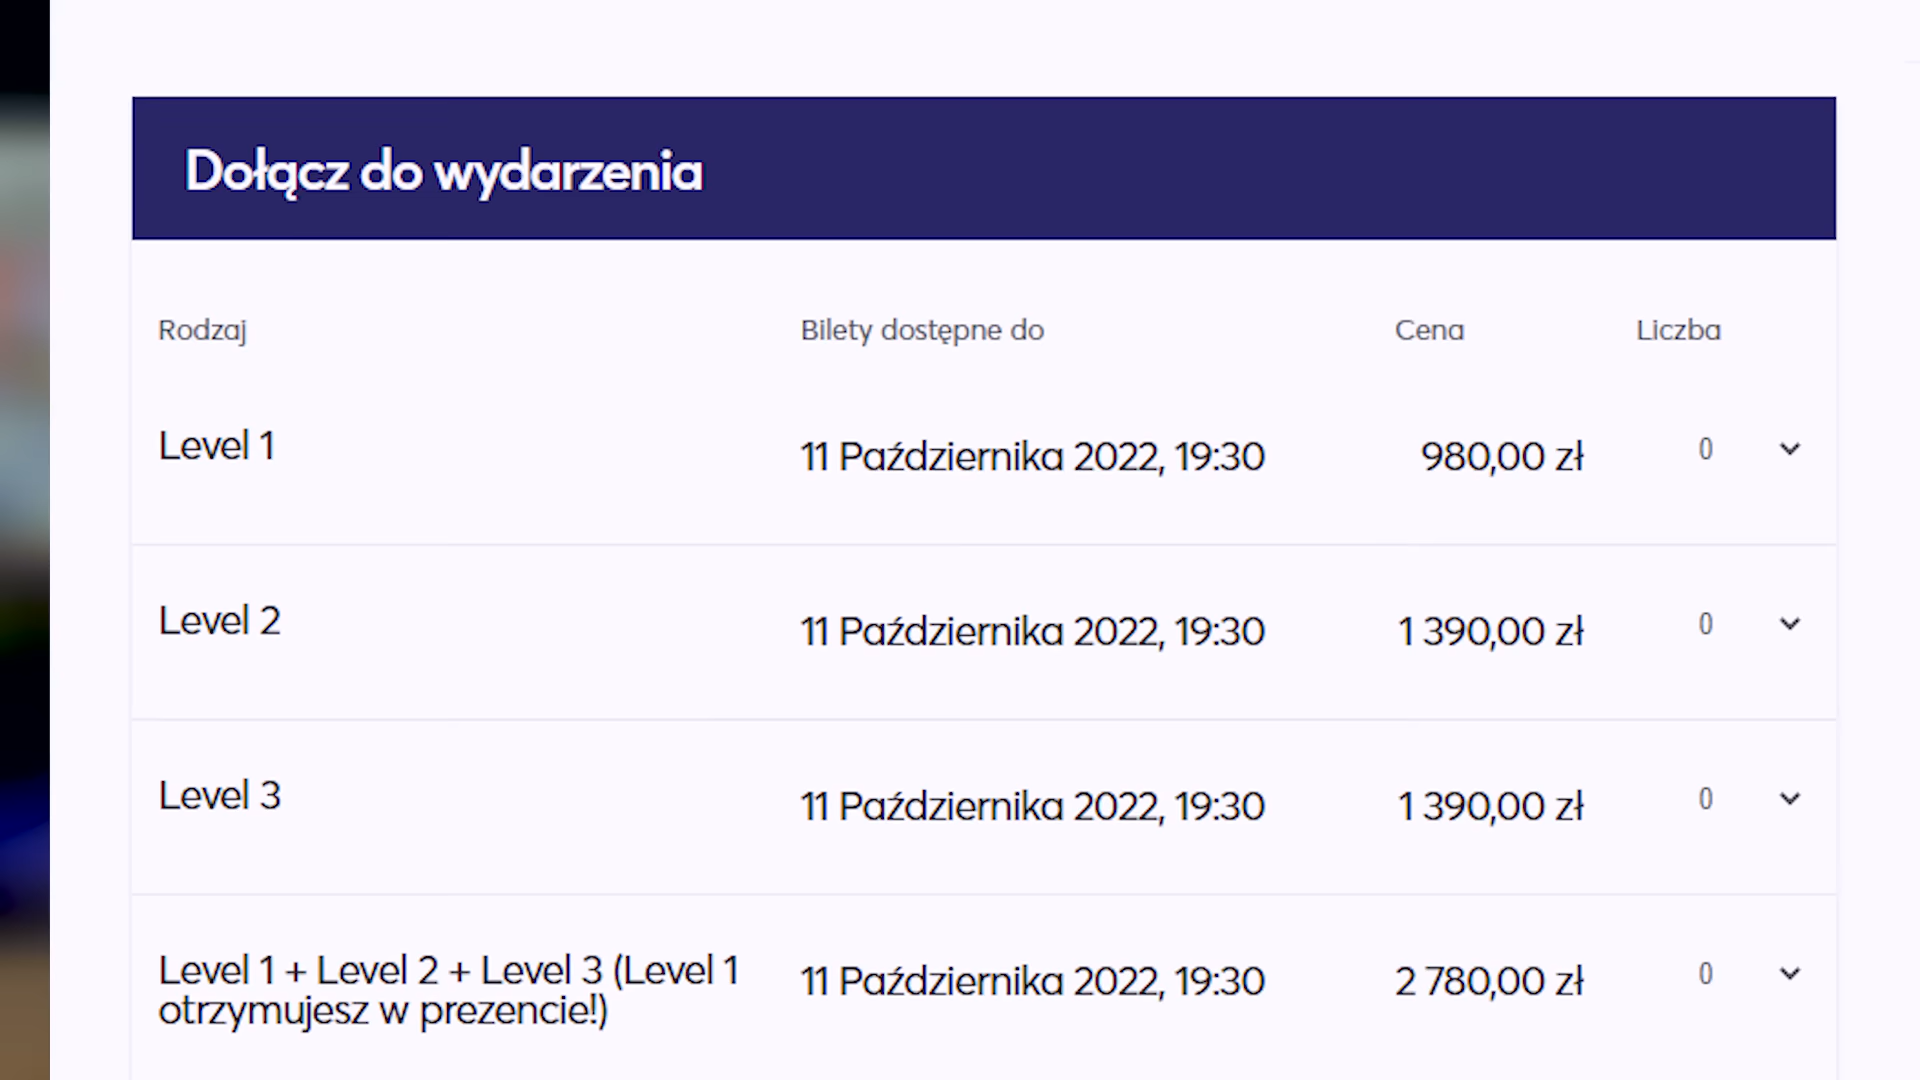 Dołącz do wydarzenia
Rodzaj Bilety dostępne do Cena Liczba
Level 1 11 Października 2022, 19:30 980,00 zł 0
Level 2 11 Października 2022, 19:30 1 390,00 zł 0
Level 3 11 Października 2022, 19:30 1 390,00 zł 0
Level 1 + Level 2 + Level 3 (Level 1 11 Października 2022, 19:30 2 780,00 zł 0
otrzymujesz w prezencie!)